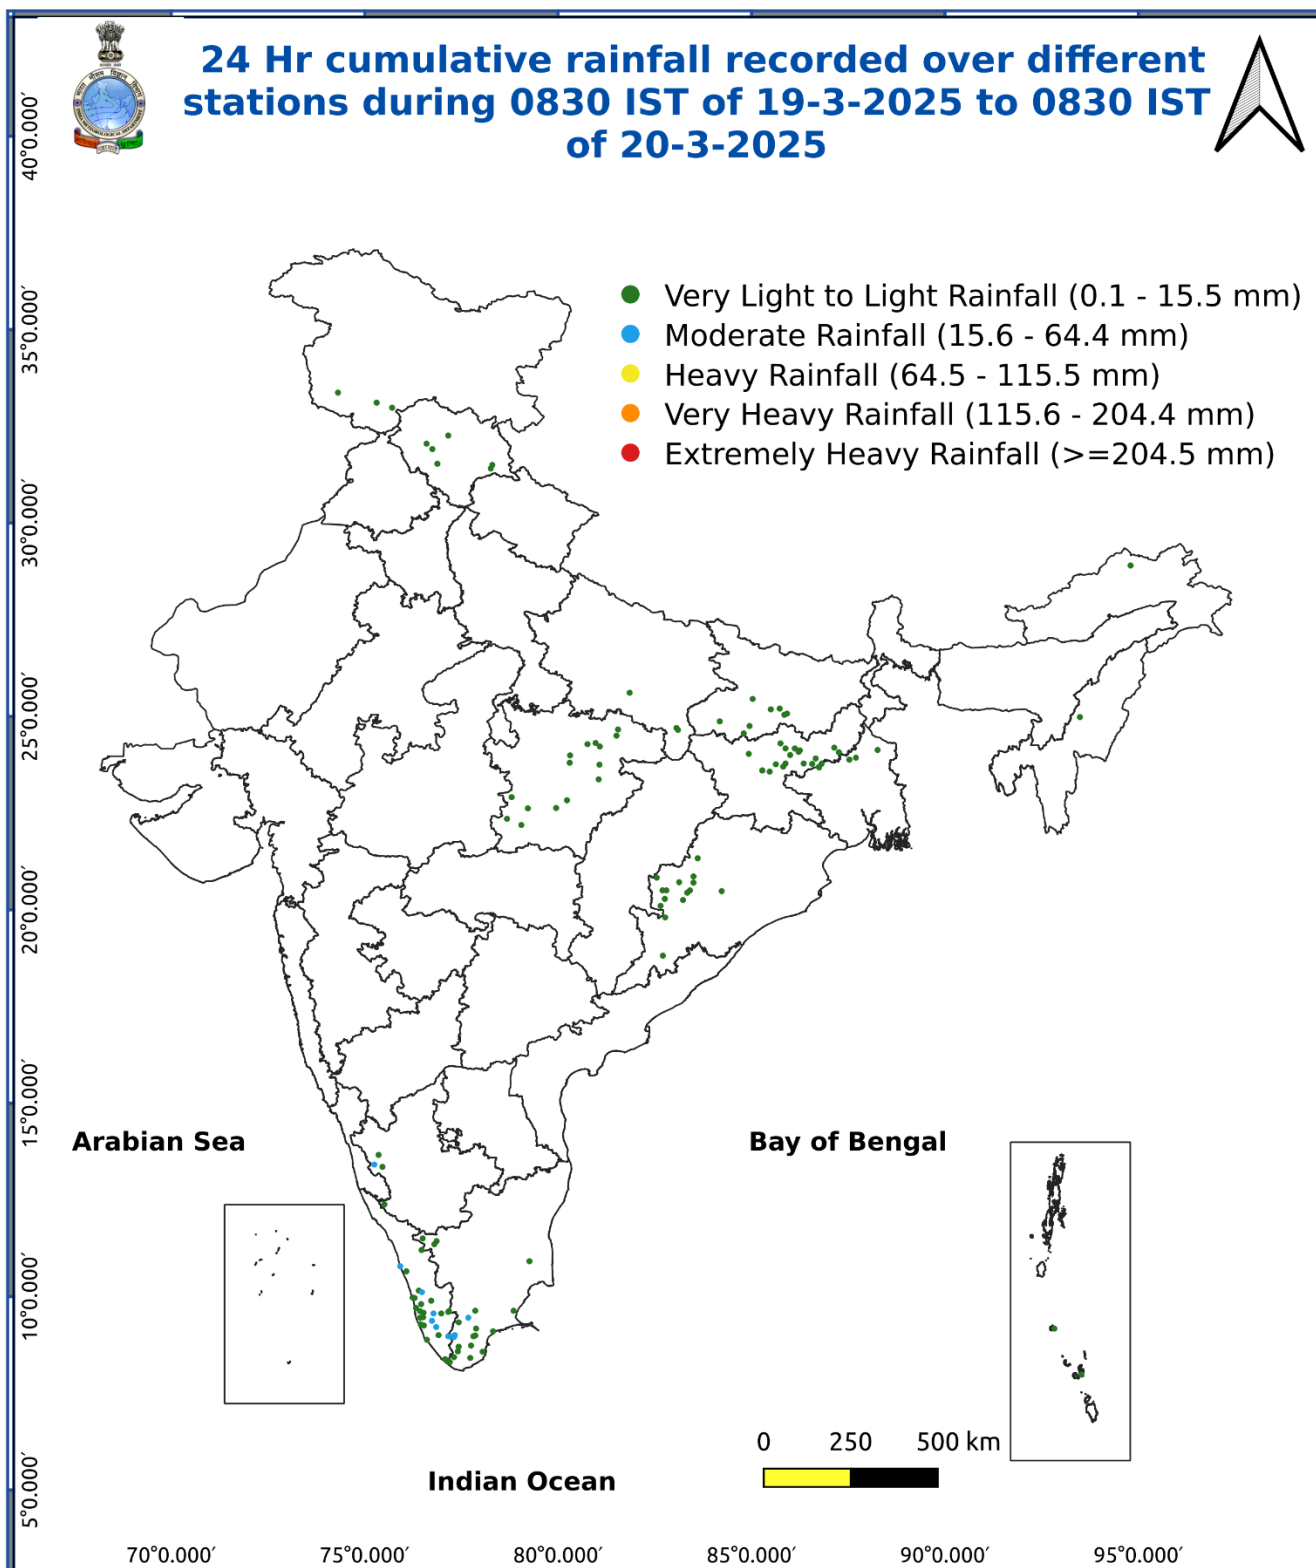 24 Hr cumulative rainfall recorded over different
stations during 0830 IST of 19-3-2025 to 0830 IST
of 20-3-2025
Very Light to Light Rainfall (0.1 - 15.5 mm)
Moderate Rainfall (15.6 - 64.4 mm)
Heavy Rainfall (64.5 - 115.5 mm)
Very Heavy Rainfall (115.6 - 204.4 mm)
Extremely Heavy Rainfall (>=204.5 mm)
40°0.000′
35°0.000′
30°0.000′
25°0.000′
20°0.000′
15°0.000′
10°0.000′
5°0.000′
Arabian Sea
Bay of Bengal
Indian Ocean
0 250 500 km
70°0.000′ 75°0.000′ 80°0.000′ 85°0.000′ 90°0.000′ 95°0.000′